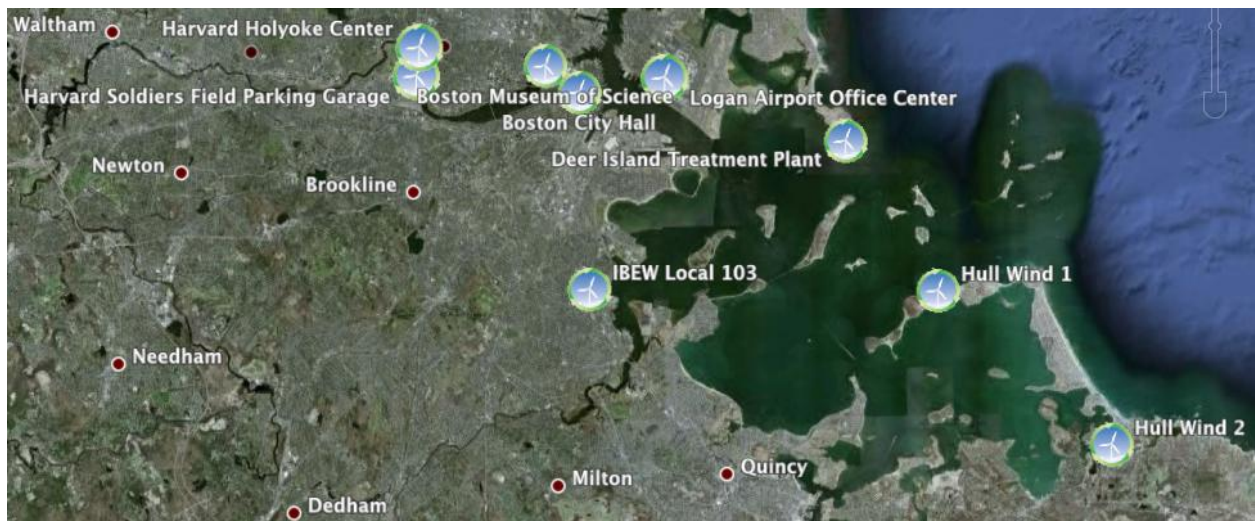 Waltham
Harvard Holyoke Center
Harvard Soldiers Field Parking Garage
Boston Museum of Science
Logan Airport Office Center
Boston City Hall
Deer Island Treatment Plant
Newton
Brookline
IBEW Local 103
Hull Wind 1
Needham
Hull Wind 2
Quincy
Milton
Dedham